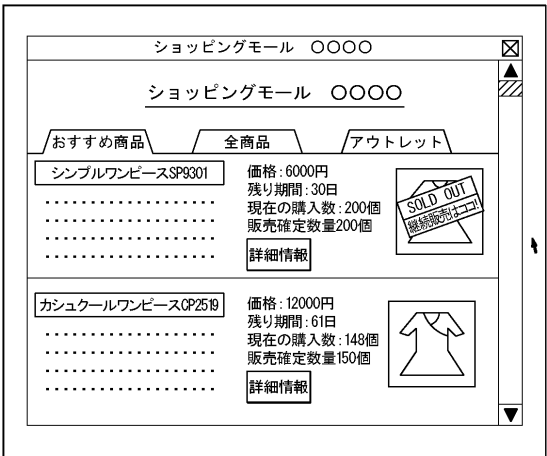 ショッピングモール ○○○○
ショッピングモール ○○○○
おすすめ商品
全商品
アウトレット
シンプルワンピースSP9301
価格:6000円
残り期間:30日
現在の購入数:200個
販売確定数量200個
詳細情報
SOLD OUT
継続販売はココ!
カシュクールワンピースCP2519
価格:12000円
残り期間:61日
現在の購入数:148個
販売確定数量150個
詳細情報